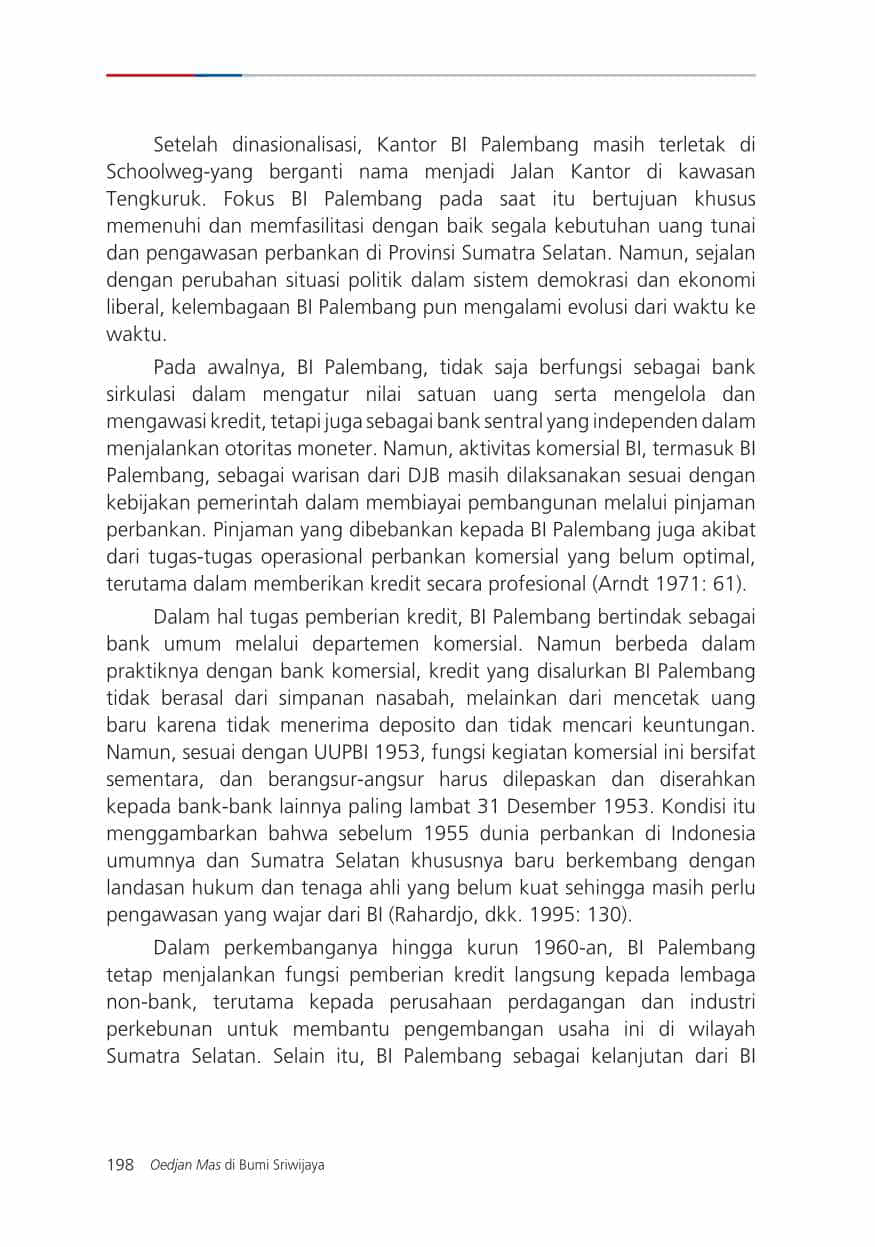 Setelah dinasionalisasi, Kantor BI Palembang masih terletak di
Schoolweg-yang berganti nama menjadi Jalan Kantor di kawasan
Tengkuruk. Fokus BI Palembang pada saat itu bertujuan khusus
memenuhi dan memfasilitasi dengan baik segala kebutuhan uang tunai
dan pengawasan perbankan di Provinsi Sumatra Selatan. Namun, sejalan
dengan perubahan situasi politik dalam sistem demokrasi dan ekonomi
liberal, kelembagaan BI Palembang pun mengalami evolusi dari waktu ke
waktu.
Pada awalnya, BI Palembang, tidak saja berfungsi sebagai bank
sirkulasi dalam mengatur nilai satuan uang serta mengelola dan
mengawasi kredit, tetapi juga sebagai bank sentral yang independen dalam
menjalankan otoritas moneter. Namun, aktivitas komersial BI, termasuk BI
Palembang, sebagai warisan dari DJB masih dilaksanakan sesuai dengan
kebijakan pemerintah dalam membiayai pembangunan melalui pinjaman
perbankan. Pinjaman yang dibebankan kepada BI Palembang juga akibat
dari tugas-tugas operasional perbankan komersial yang belum optimal,
terutama dalam memberikan kredit secara profesional (Arndt 1971: 61).
Dalam hal tugas pemberian kredit, BI Palembang bertindak sebagai
bank umum melalui departemen komersial. Namun berbeda dalam
praktiknya dengan bank komersial, kredit yang disalurkan BI Palembang
tidak berasal dari simpanan nasabah, melainkan dari mencetak uang
baru karena tidak menerima deposito dan tidak mencari keuntungan.
Namun, sesuai dengan UUPBI 1953, fungsi kegiatan komersial ini bersifat
sementara, dan berangsur-angsur harus dilepaskan dan diserahkan
kepada bank-bank lainnya paling lambat 31 Desember 1953. Kondisi itu
menggambarkan bahwa sebelum 1955 dunia perbankan di Indonesia
umumnya dan Sumatra Selatan khususnya baru berkembang dengan
landasan hukum dan tenaga ahli yang belum kuat sehingga masih perlu
pengawasan yang wajar dari BI (Rahardjo, dkk. 1995: 130).
Dalam perkembanganya hingga kurun 1960-an, BI Palembang
tetap menjalankan fungsi pemberian kredit langsung kepada lembaga
non-bank, terutama kepada perusahaan perdagangan dan industri
perkebunan untuk membantu pengembangan usaha ini di wilayah
Sumatra Selatan. Selain itu, BI Palembang sebagai kelanjutan dari BI
198 Oedjan Mas di Bumi Sriwijaya